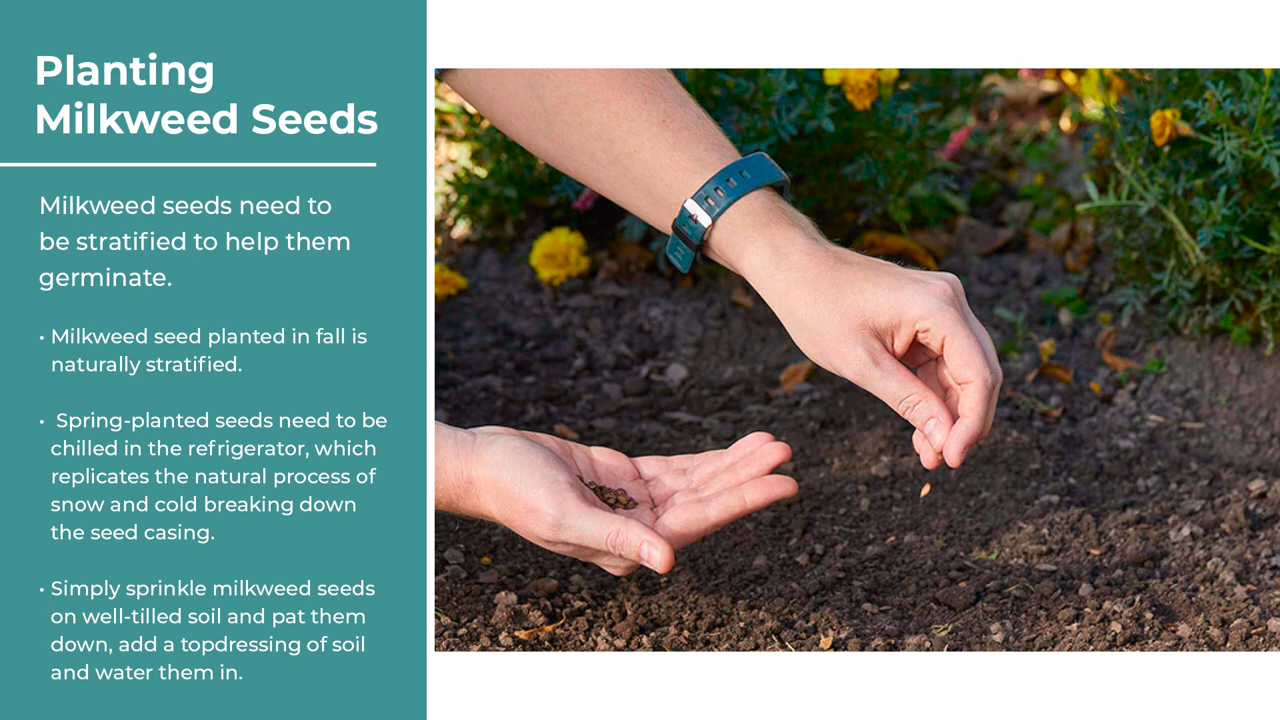 Planting
Milkweed Seeds
Milkweed seeds need to
be stratified to help them
germinate.
• Milkweed seed planted in fall is
naturally stratified.
• Spring-planted seeds need to be
chilled in the refrigerator, which
replicates the natural process of
snow and cold breaking down
the seed casing.
• Simply sprinkle milkweed seeds
on well-tilled soil and pat them
down, add a topdressing of soil
and water them in.